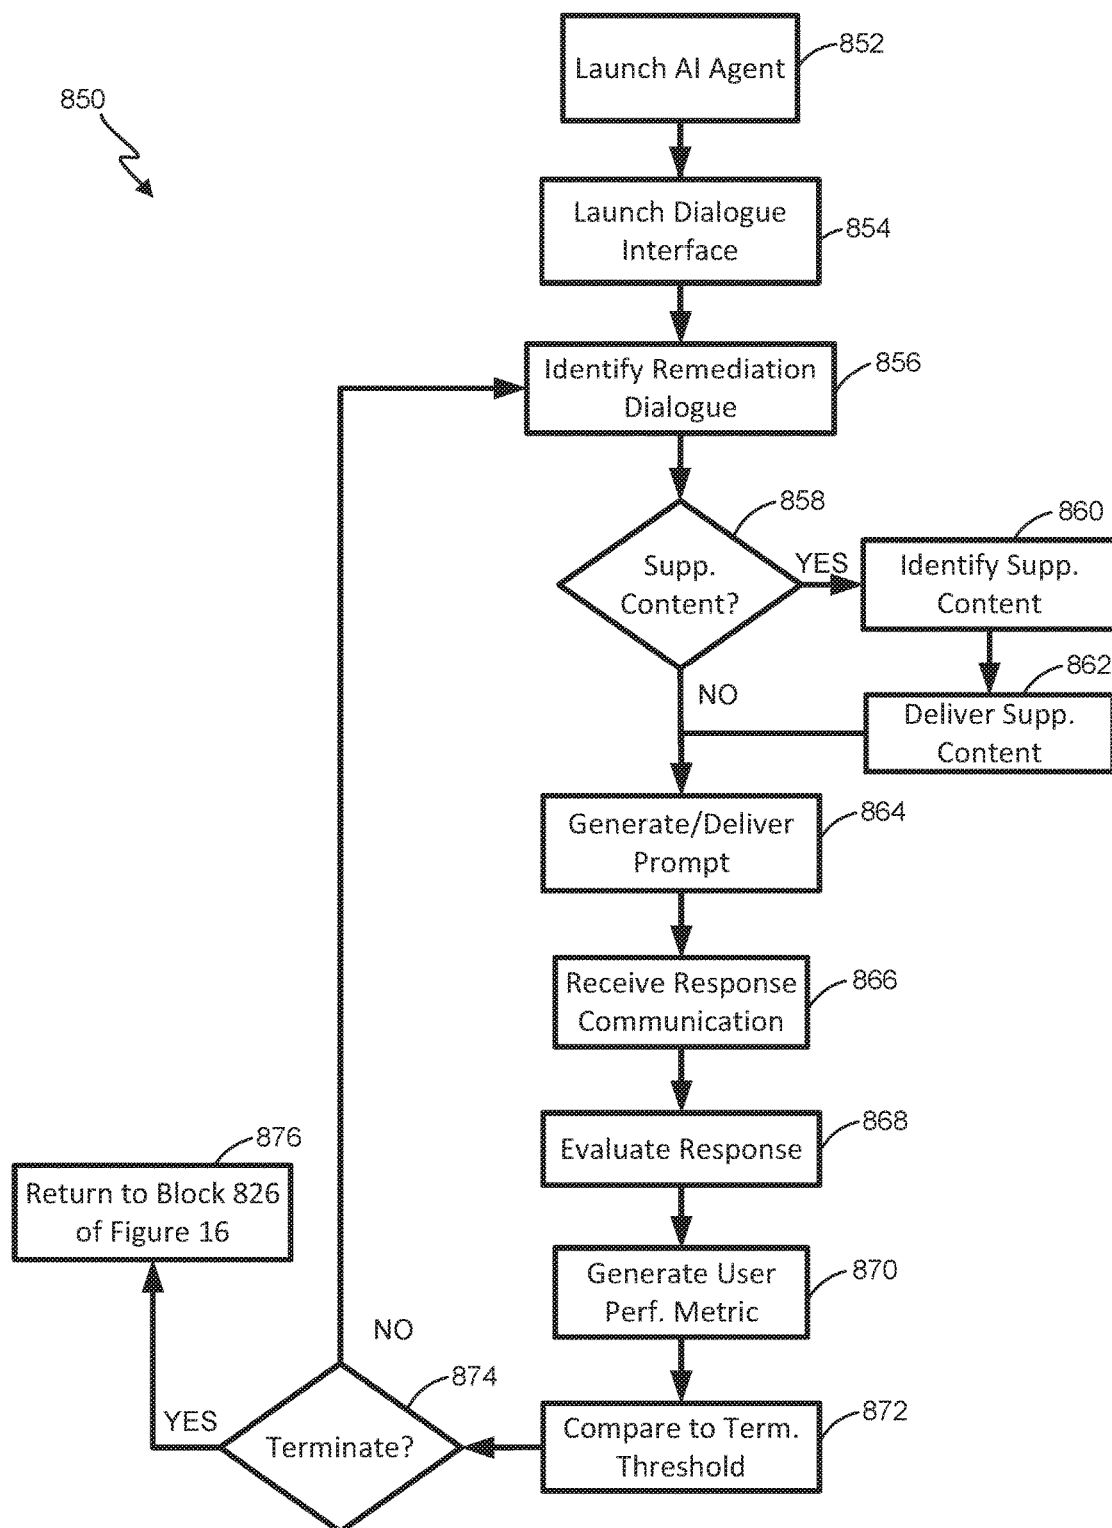 852
Launch AI Agent
850
Launch Dialogue
Interface
854
Identify Remediation
Dialogue
856
858
Supp.
Content?
YES
NO
860
Identify Supp.
Content
862
Deliver Supp.
Content
Generate/Deliver
Prompt
864
Receive Response
Communication
866
Evaluate Response
868
Generate User
Perf. Metric
870
Compare to Term.
Threshold
872
874
Terminate?
NO
YES
876
Return to Block 826
of Figure 16